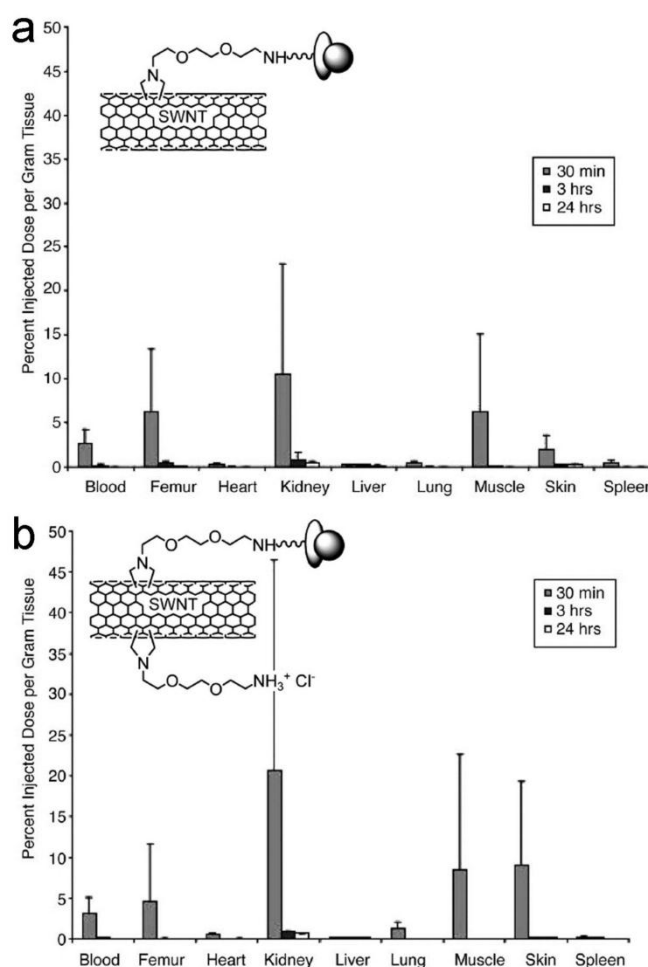 a
Percent Injected Dose per Gram Tissue
50
45
40
35
30
25
20
15
10
5
0
O O NH
N
SWNT
30 min
3 hrs
24 hrs
Blood Femur Heart Kidney Liver Lung Muscle Skin Spleen
b
Percent Injected Dose per Gram Tissue
50
45
40
35
30
25
20
15
10
5
0
O O NH
N
SWNT
N
O O NH₃⁺ Cl⁻
30 min
3 hrs
24 hrs
Blood Femur Heart Kidney Liver Lung Muscle Skin Spleen